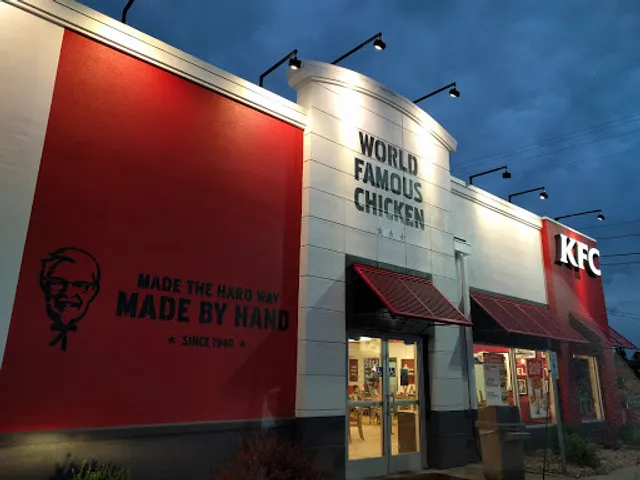 WORLD
FAMOUS
CHICKEN
KFC
MADE THE HARD WAY
MADE BY HAND
★ SINCE 1940 ★